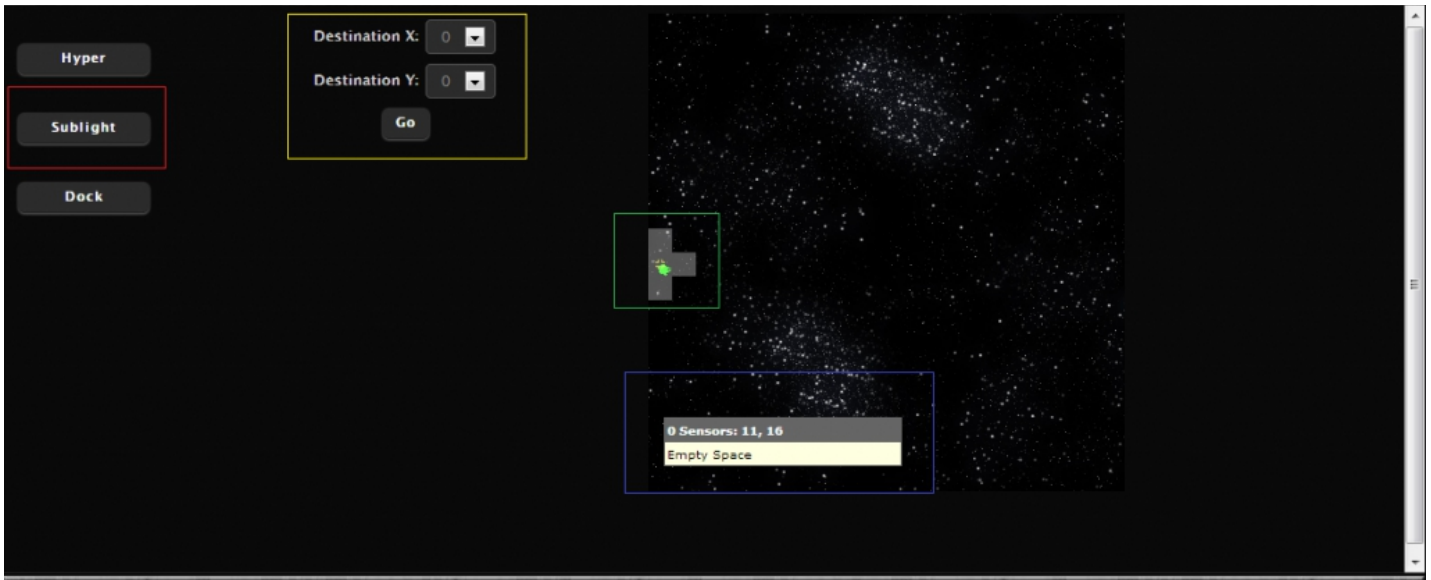 Hyper
Sublight
Dock
Destination X: 0
Destination Y: 0
Go
0 Sensors: 11, 16
Empty Space